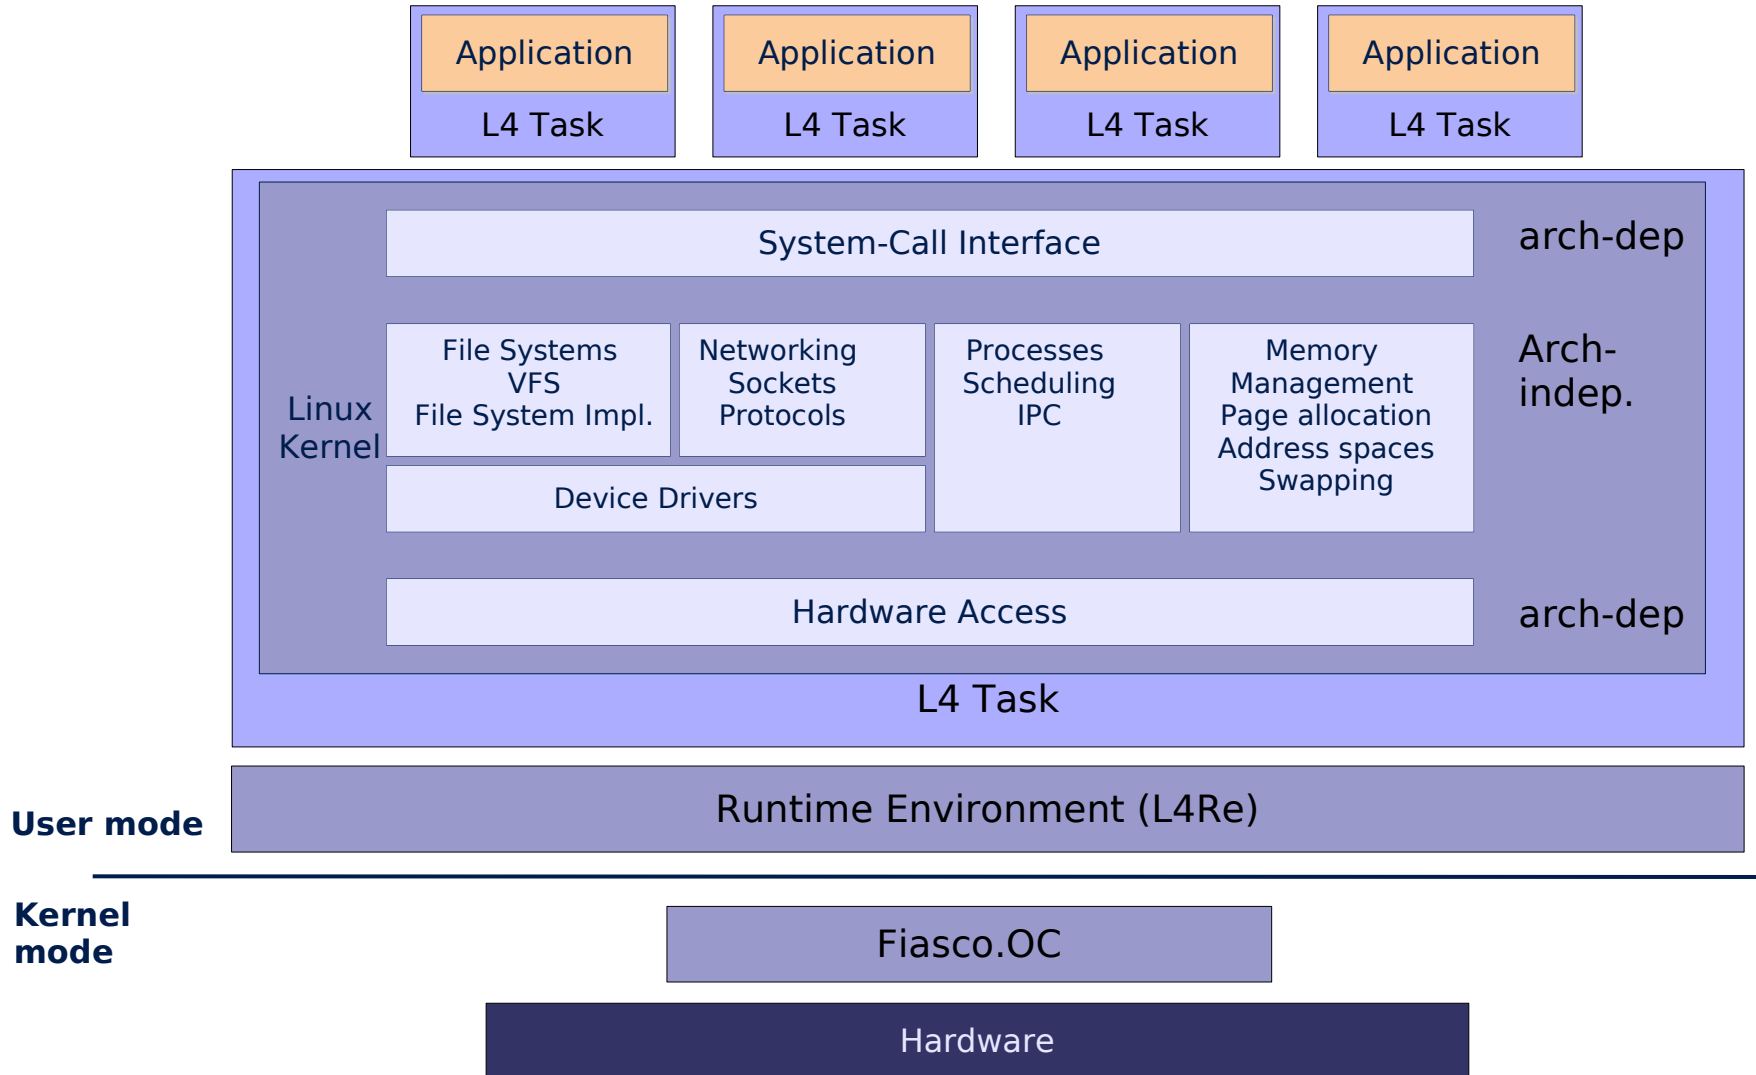 Application
L4 Task
Application
L4 Task
Application
L4 Task
Application
L4 Task
System-Call Interface
arch-dep
Linux
Kernel
File Systems
VFS
File System Impl.
Networking
Sockets
Protocols
Processes
Scheduling
IPC
Memory
Management
Page allocation
Address spaces
Swapping
Arch-
indep.
Device Drivers
Hardware Access
arch-dep
L4 Task
Runtime Environment (L4Re)
User mode
Kernel
mode
Fiasco.OC
Hardware